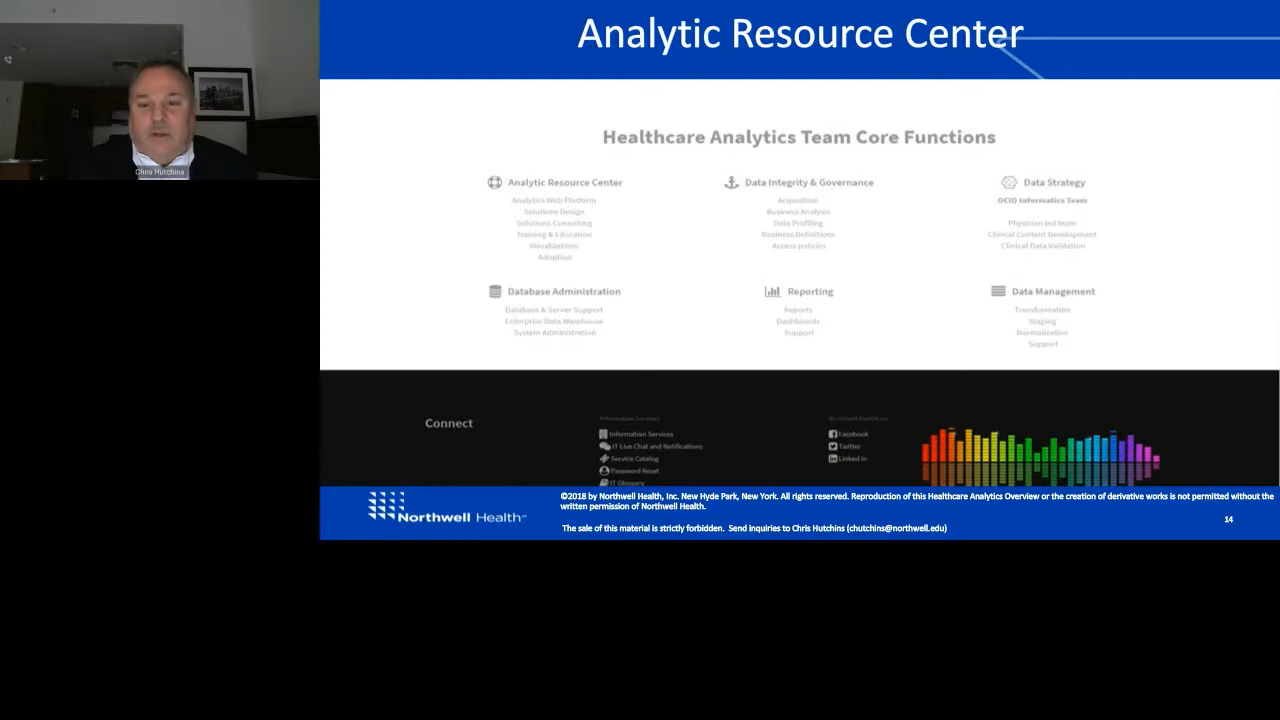 Analytic Resource Center
Chris Hutchins
Healthcare Analytics Team Core Functions
Analytic Resource Center
Analytics Web Platform
Solutions Design
Solutions Consulting
Training & Education
Visualizations
Adoption
Data Integrity & Governance
Acquisition
Business Analysis
Data Profiling
Business Definitions
Access policies
Data Strategy
OCIO Informatics Team
Physician led team
Clinical Content Development
Clinical Data Validation
Database Administration
Database & Server Support
Enterprise Data Warehouse
System Administration
Reporting
Reports
Dashboards
Support
Data Management
Transformation
Staging
Normalization
Support
Connect
Information Services
Information Services
IT Live Chat and Notifications
Service Catalog
Password Reset
IT Glossary
Facebook
Twitter
Linked in
Northwell Health
©2018 by Northwell Health, Inc. New Hyde Park, New York. All rights reserved. Reproduction of this Healthcare Analytics Overview or the creation of derivative works is not permitted without the
written permission of Northwell Health.
The sale of this material is strictly forbidden. Send inquiries to Chris Hutchins (chutchins@northwell.edu)
14